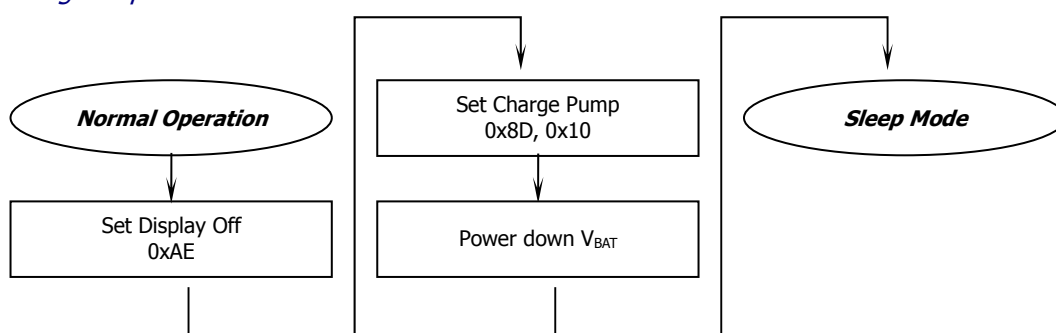 Normal Operation
Set Display Off
0xAE
Set Charge Pump
0x8D, 0x10
Power down VBAT
Sleep Mode